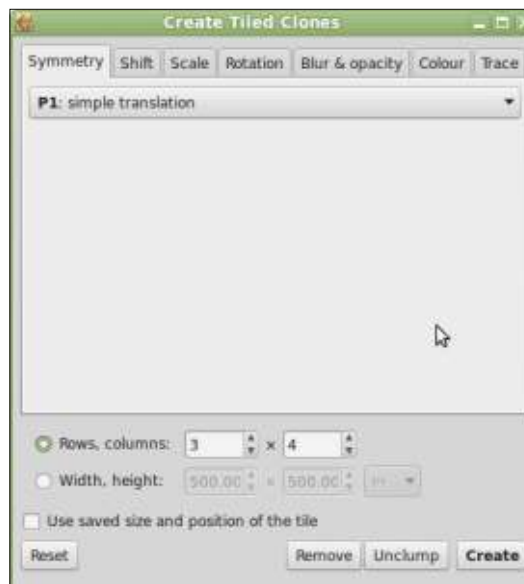 Create Tiled Clones
Symmetry Shift Scale Rotation Blur & opacity Colour Trace
P1: simple translation
Rows, columns: 3 × 4
Width, height: 500.00 × 500.00
Use saved size and position of the tile
Reset Remove Unclump Create